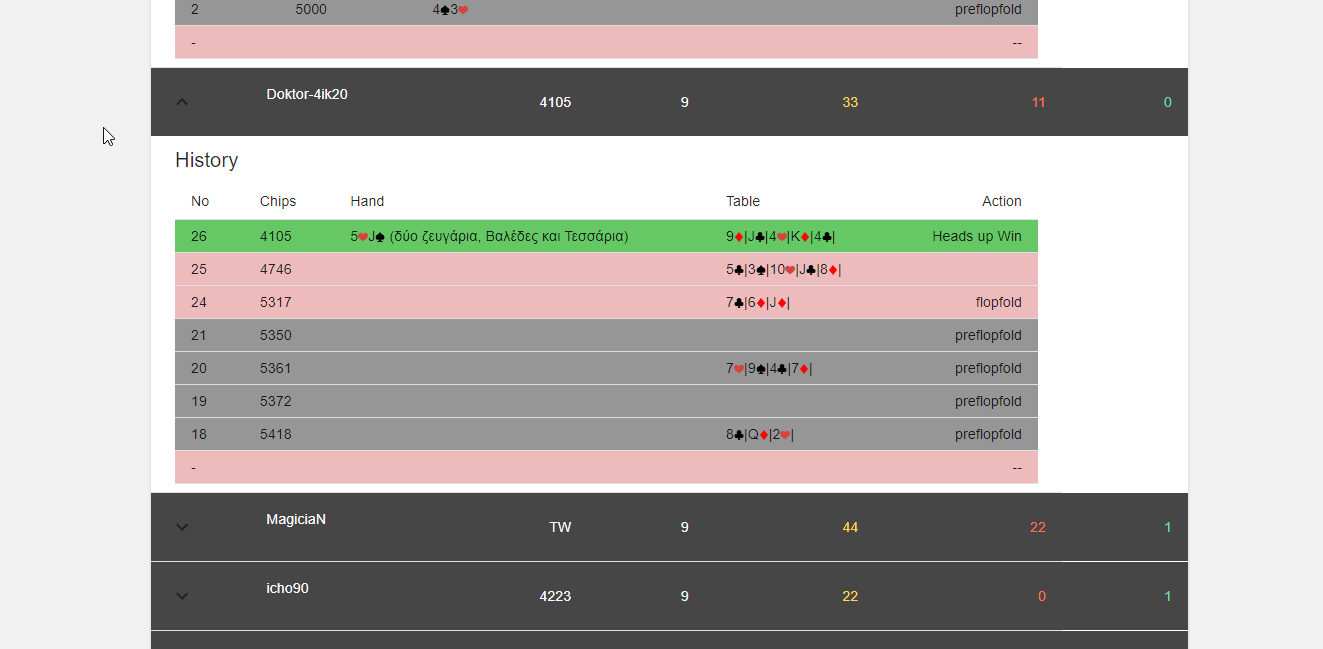 2 5000 4♠3♥ preflopfold
- --
Doktor-4ik20 4105 9 33 11 0
History
No Chips Hand Table Action
26 4105 5♥J♠ (δύο ζευγάρια, Βαλέδες και Τεσσάρια) 9♦|J♣|4♥|K♦|4♣| Heads up Win
25 4746 5♣|3♠|10♥|J♣|8♦|
24 5317 7♣|6♦|J♦| flopfold
21 5350 preflopfold
20 5361 7♥|9♠|4♣|7♦| preflopfold
19 5372 preflopfold
18 5418 8♣|Q♦|2♥| preflopfold
- --
MagiciaN TW 9 44 22 1
icho90 4223 9 22 0 1